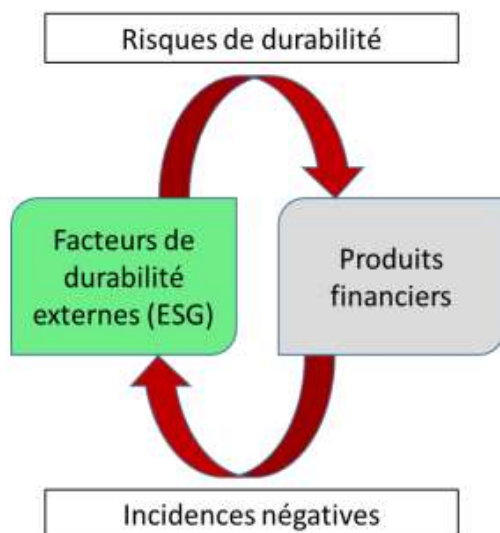 Risques de durabilité
Facteurs de
durabilité
externes (ESG)
Produits
financiers
Incidences négatives